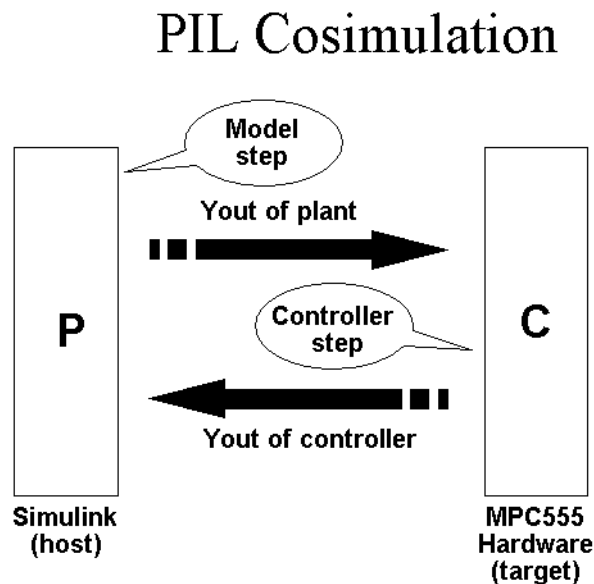 PIL Cosimulation
Model
step
Yout of plant
P
Controller
step
C
Yout of controller
Simulink
(host)
MPC555
Hardware
(target)